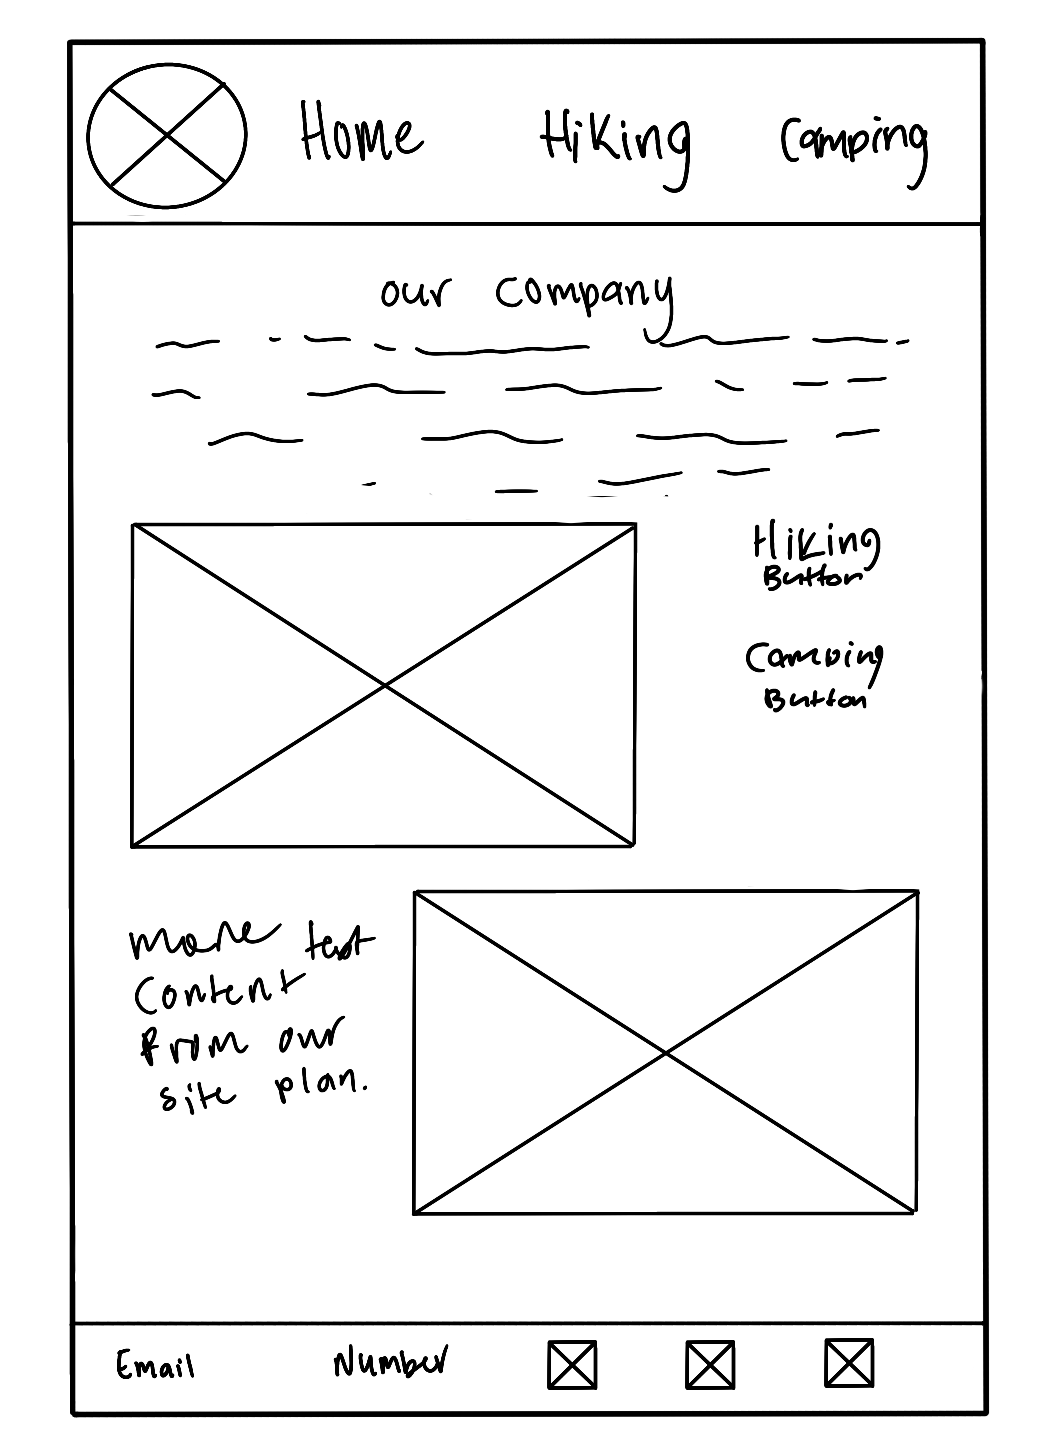 Home Hiking Camping
our company
Hiking
Button
Camping
Button
more text
Content
from our
site plan.
Email Number